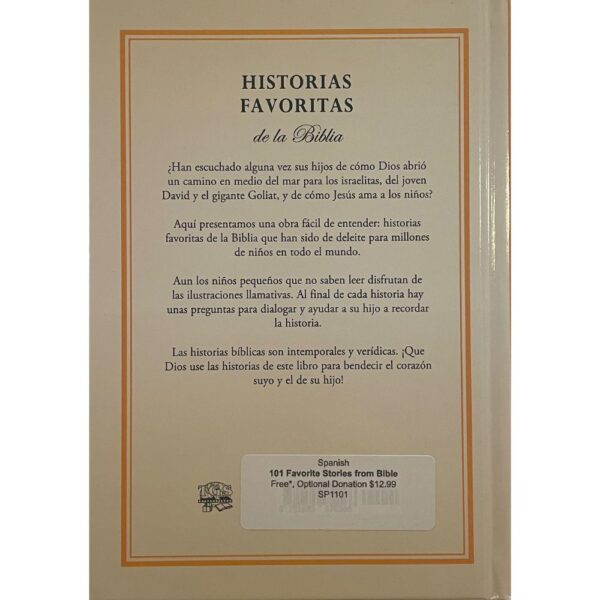 HISTORIAS
FAVORITAS
de la Biblia
¿Han escuchado alguna vez sus hijos de cómo Dios abrió
un camino en medio del mar para los israelitas, del joven
David y el gigante Goliat, y de cómo Jesús ama a los niños?
Aquí presentamos una obra fácil de entender: historias
favoritas de la Biblia que han sido de deleite para millones
de niños en todo el mundo.
Aun los niños pequeños que no saben leer disfrutan de
las ilustraciones llamativas. Al final de cada historia hay
unas preguntas para dialogar y ayudar a su hijo a recordar
la historia.
Las historias bíblicas son intemporales y verídicas. ¡Que
Dios use las historias de este libro para bendecir el corazón
suyo y el de su hijo!
Spanish
101 Favorite Stories from Bible
Free*, Optional Donation $12.99
SP1101
TGS